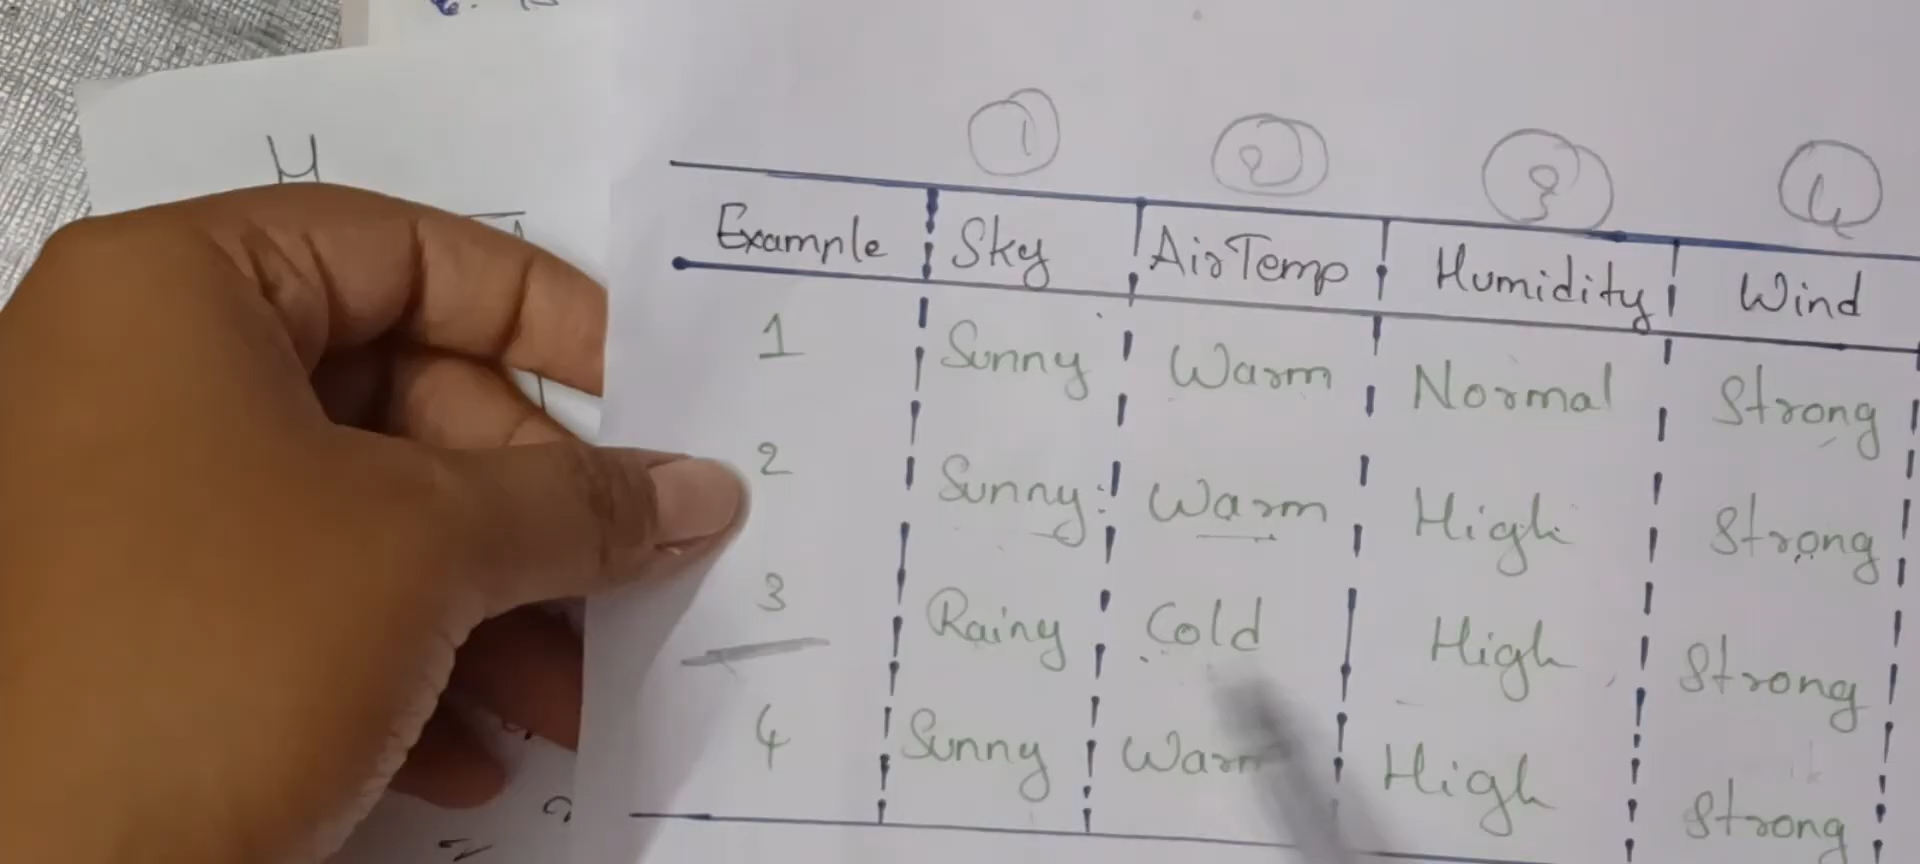 1 2 3 4
Example Sky AirTemp Humidity Wind
1 Sunny Warm Normal Strong
2 Sunny Warm High Strong
3 Rainy Cold High Strong
4 Sunny Warm High Strong